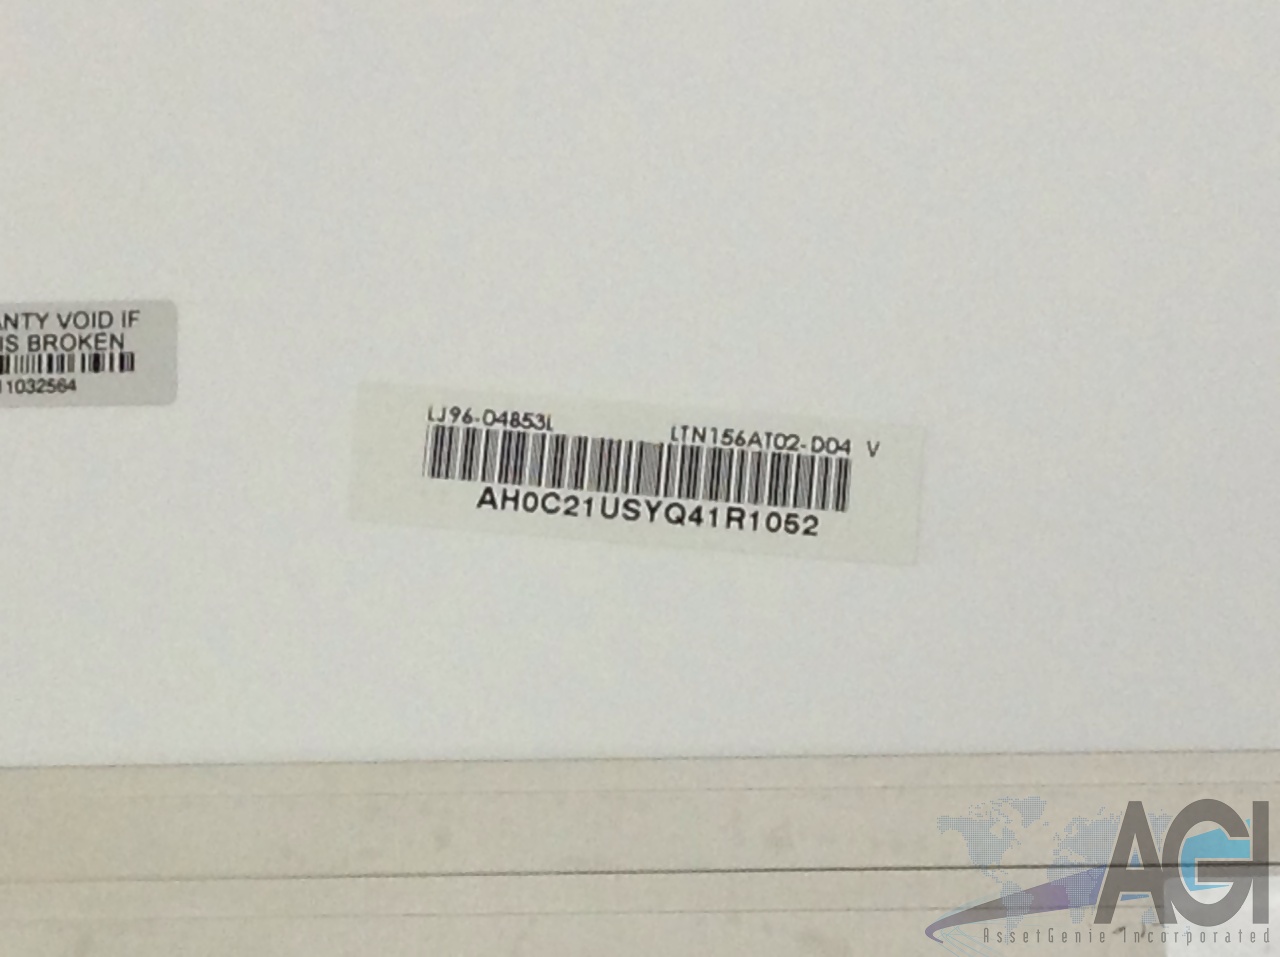 ANTY VOID IF
IS BROKEN
11032564
LJ96-04853L LTN156AT02-D04 V
AH0C21USYQ41R1052
AGI
AssetGenie Incorporated